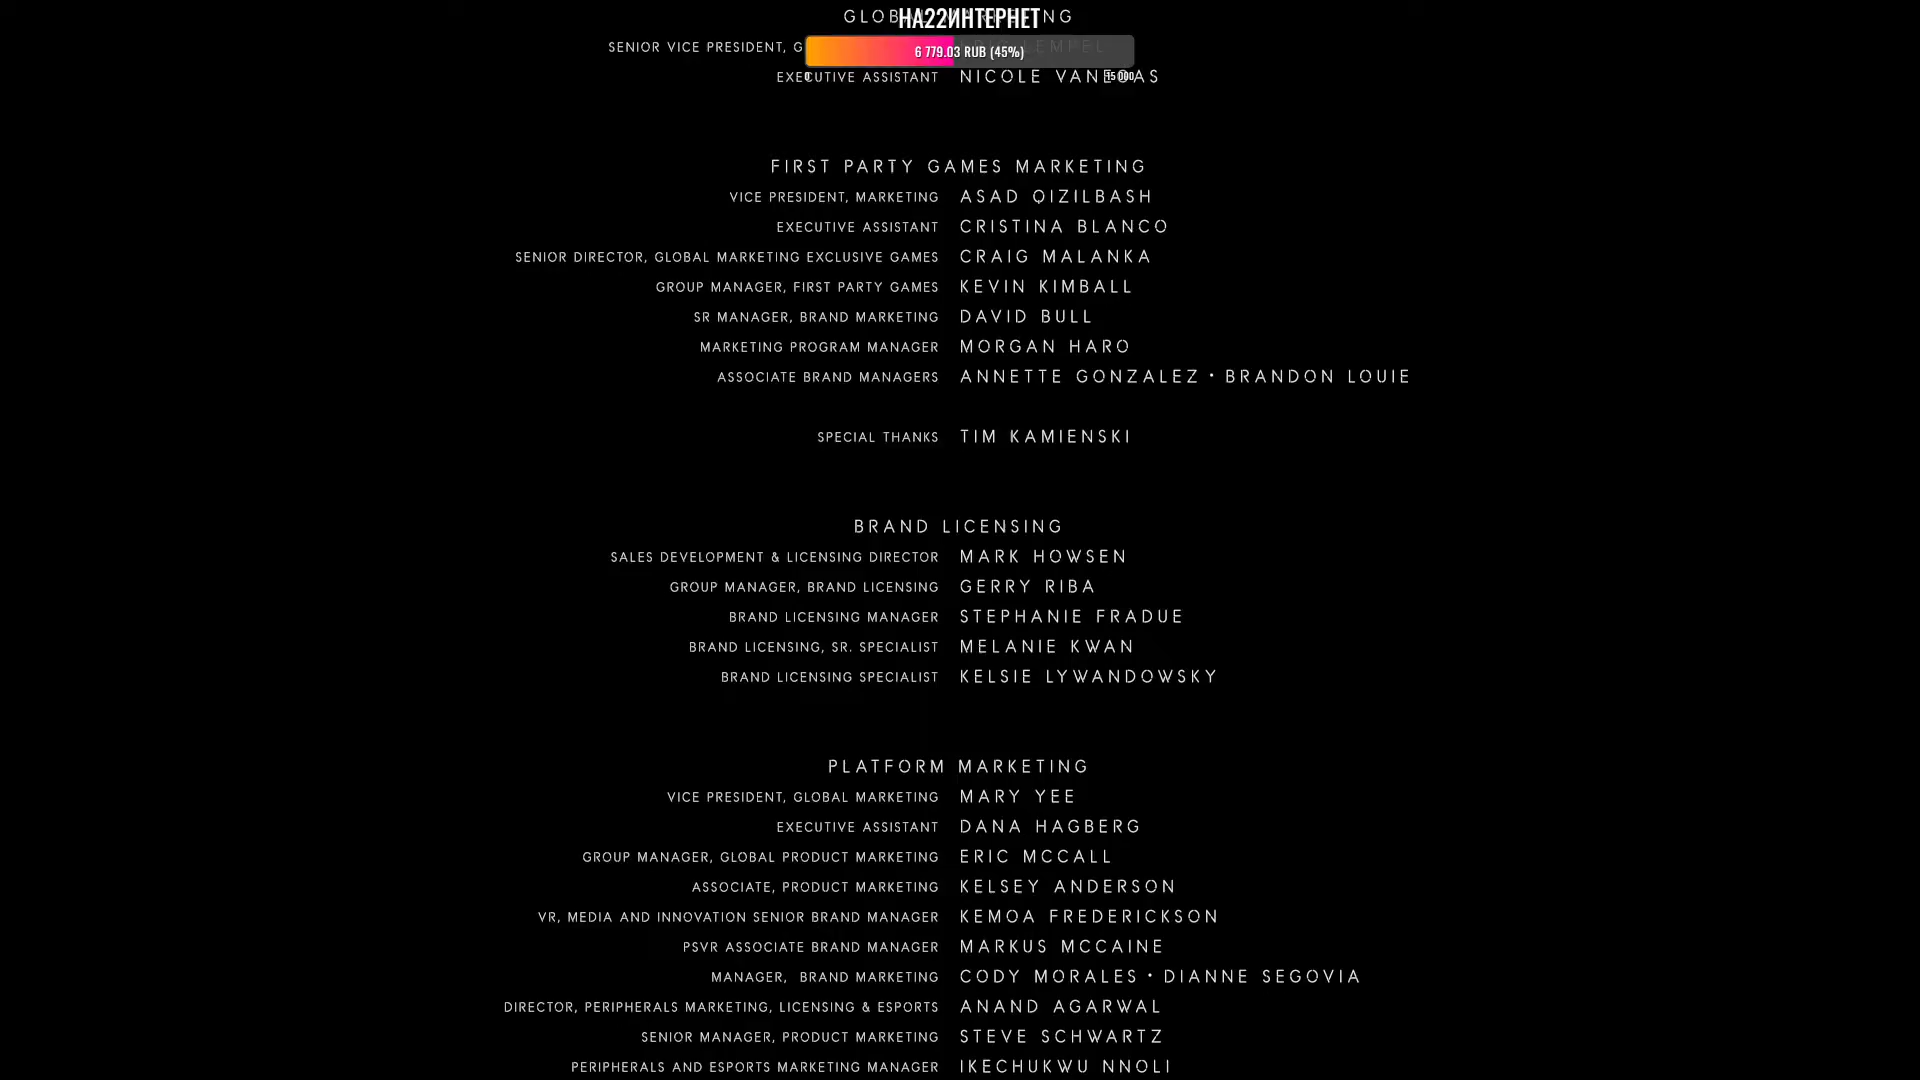 НА22ИНТЕРНЕТ
SENIOR VICE PRESIDENT, G
6 779.03 RUB (45%)
EXECUTIVE ASSISTANT NICOLE VANEGAS
0 15 000
FIRST PARTY GAMES MARKETING
VICE PRESIDENT, MARKETING ASAD QIZILBASH
EXECUTIVE ASSISTANT CRISTINA BLANCO
SENIOR DIRECTOR, GLOBAL MARKETING EXCLUSIVE GAMES CRAIG MALANKA
GROUP MANAGER, FIRST PARTY GAMES KEVIN KIMBALL
SR MANAGER, BRAND MARKETING DAVID BULL
MARKETING PROGRAM MANAGER MORGAN HARO
ASSOCIATE BRAND MANAGERS ANNETTE GONZALEZ • BRANDON LOUIE
SPECIAL THANKS TIM KAMIENSKI
BRAND LICENSING
SALES DEVELOPMENT & LICENSING DIRECTOR MARK HOWSEN
GROUP MANAGER, BRAND LICENSING GERRY RIBA
BRAND LICENSING MANAGER STEPHANIE FRADUE
BRAND LICENSING, SR. SPECIALIST MELANIE KWAN
BRAND LICENSING SPECIALIST KELSIE LYWANDOWSKY
PLATFORM MARKETING
VICE PRESIDENT, GLOBAL MARKETING MARY YEE
EXECUTIVE ASSISTANT DANA HAGBERG
GROUP MANAGER, GLOBAL PRODUCT MARKETING ERIC MCCALL
ASSOCIATE, PRODUCT MARKETING KELSEY ANDERSON
VR, MEDIA AND INNOVATION SENIOR BRAND MANAGER KEMOA FREDERICKSON
PSVR ASSOCIATE BRAND MANAGER MARKUS MCCAINE
MANAGER, BRAND MARKETING CODY MORALES • DIANNE SEGOVIA
DIRECTOR, PERIPHERALS MARKETING, LICENSING & ESPORTS ANAND AGARWAL
SENIOR MANAGER, PRODUCT MARKETING STEVE SCHWARTZ
PERIPHERALS AND ESPORTS MARKETING MANAGER IKECHUKWU NNOLI